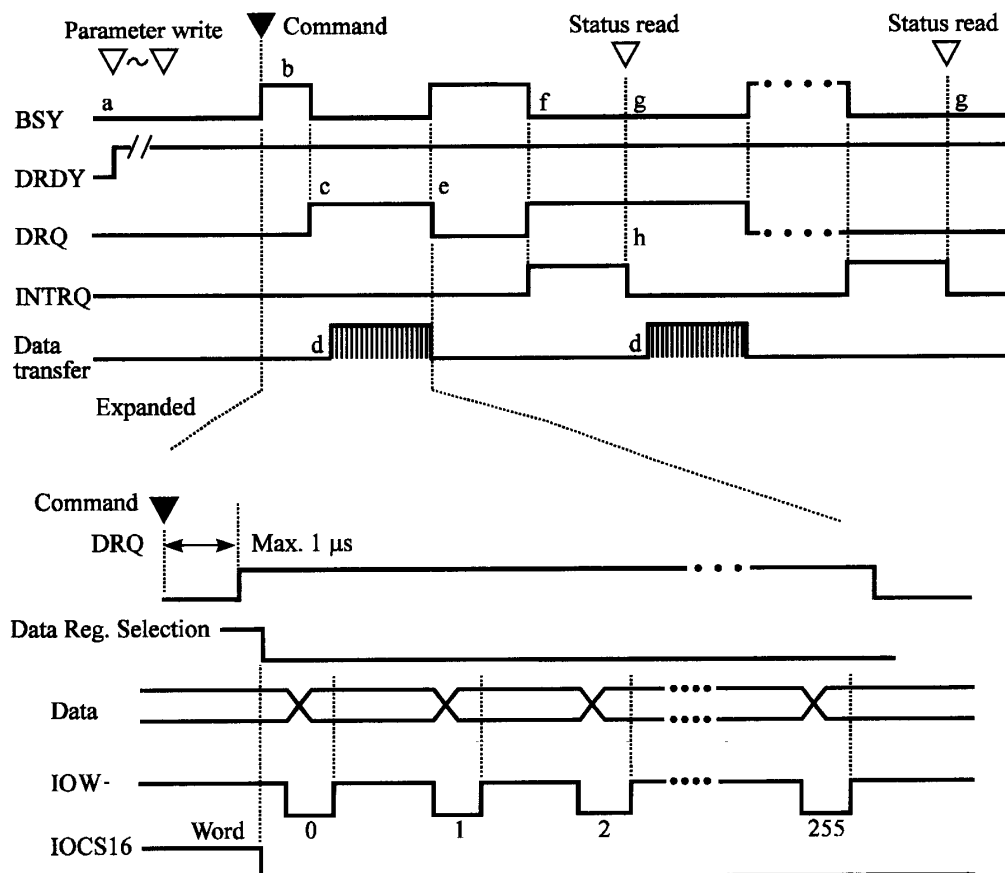 Parameter write
Command
Status read
Status read
b
a
f
g
g
BSY
DRDY
c
e
DRQ
h
INTRQ
Data
transfer
d
d
Expanded
Command
DRQ
Max. 1 μs
Data Reg. Selection
Data
IOW-
Word
0
1
2
255
IOCS16